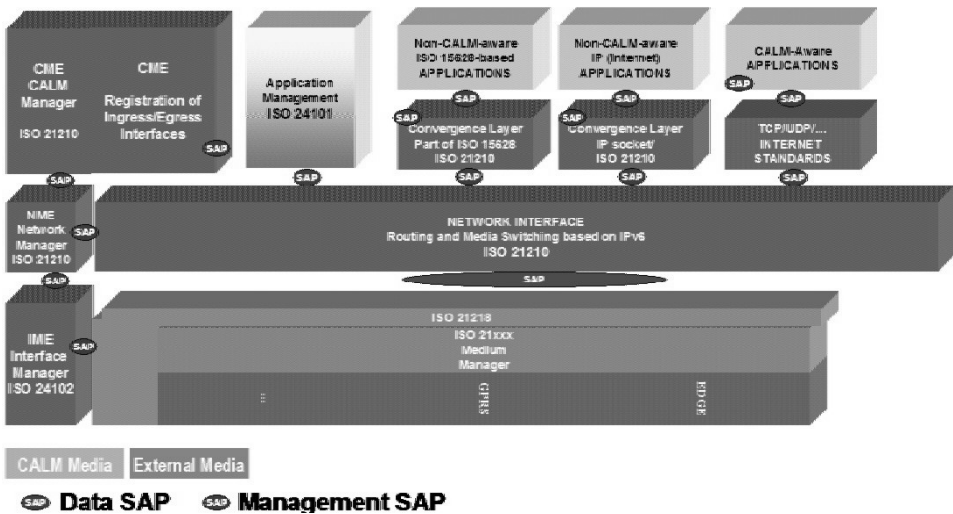 CME
CALM
Manager
ISO 21210
CME
Registration of
Ingress/Egress
Interfaces
SAP
Application
Management
ISO 24101
Non-CALM-aware
ISO 15628-based
APPLICATIONS
Non-CALM-aware
IP (Internet)
APPLICATIONS
CALM-Aware
APPLICATIONS
SAP
SAP
SAP
SAP
SAP
SAP
Convergence Layer
Part of ISO 15628
ISO 21210
Convergence Layer
IP socket/
ISO 21210
TCP/UDP/...
INTERNET
STANDARDS
SAP
SAP
SAP
SAP
SAP
NME
Network
Manager
ISO 21210
SAP
NETWORK INTERFACE
Routing and Media Switching based on IPv6
ISO 21210
SAP
SAP
IME
Interface
Manager
ISO 24102
SAP
ISO 21218
ISO 21xxx
Medium
Manager
...
GPRS
EDGE
CALM Media
External Media
SAP Data SAP
SAP Management SAP